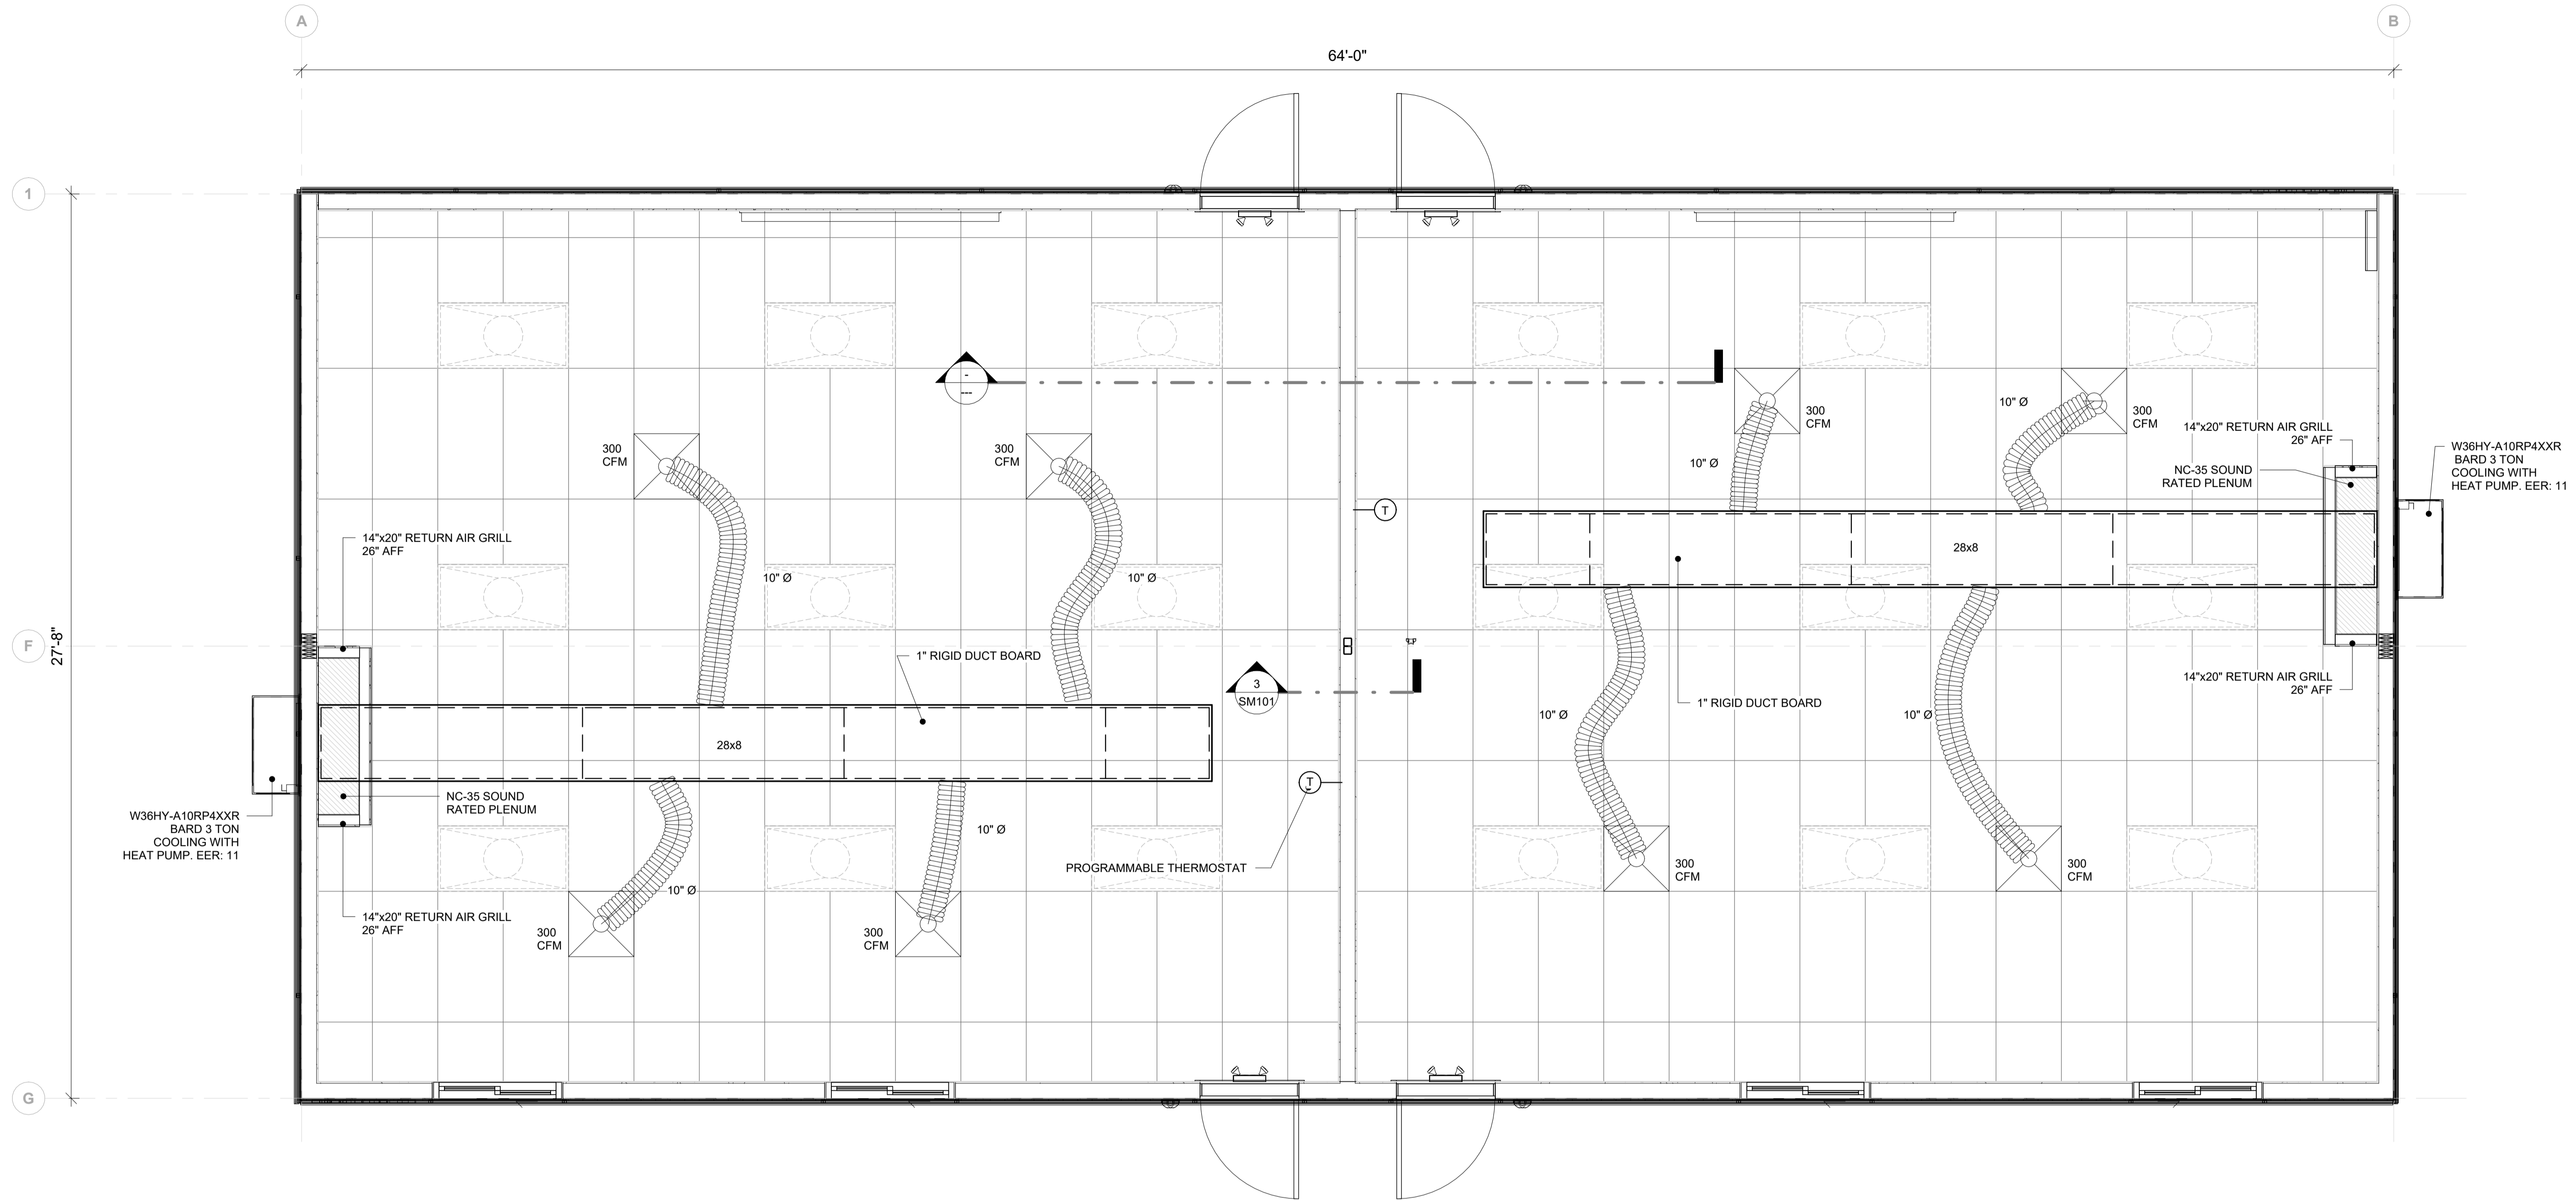 A
B
64'-0"
1
F
G
27'-8"
-
---
300
CFM
300
CFM
10" Ø
10" Ø
14"x20" RETURN AIR GRILL
26" AFF
1" RIGID DUCT BOARD
28x8
3
SM101
T
T
NC-35 SOUND
RATED PLENUM
W36HY-A10RP4XXR
BARD 3 TON
COOLING WITH
HEAT PUMP. EER: 11
10" Ø
10" Ø
PROGRAMMABLE THERMOSTAT
14"x20" RETURN AIR GRILL
26" AFF
300
CFM
300
CFM
10" Ø
300
CFM
10" Ø
300
CFM
14"x20" RETURN AIR GRILL
26" AFF
NC-35 SOUND
RATED PLENUM
W36HY-A10RP4XXR
BARD 3 TON
COOLING WITH
HEAT PUMP. EER: 11
28x8
14"x20" RETURN AIR GRILL
26" AFF
1" RIGID DUCT BOARD
10" Ø
10" Ø
300
CFM
300
CFM